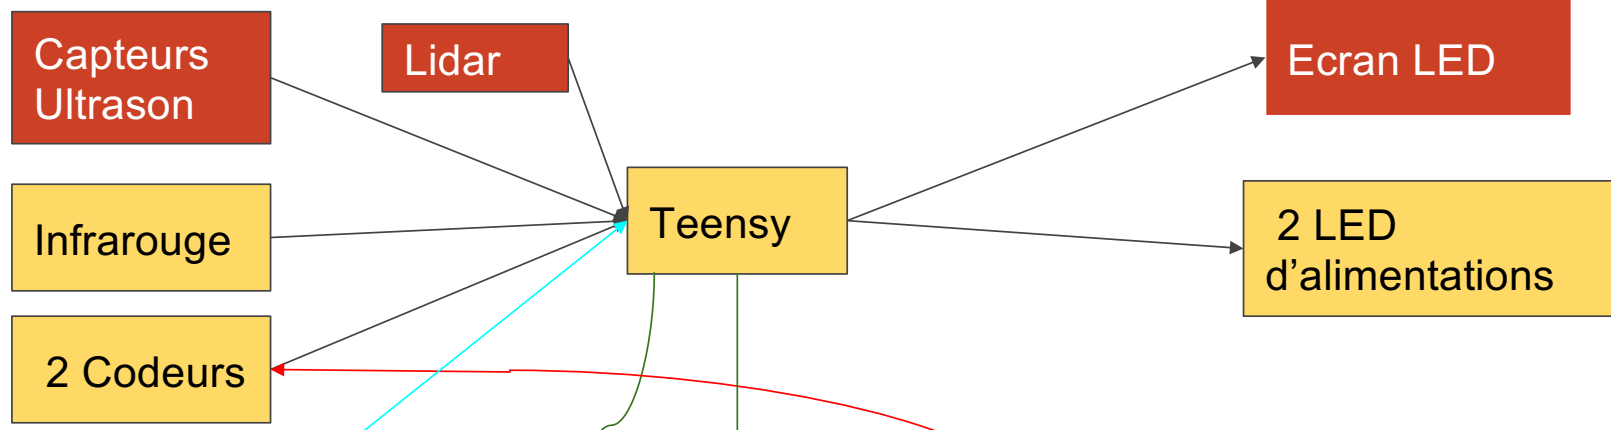 Capteurs
Ultrason
Lidar
Ecran LED
Infrarouge
Teensy
2 LED
d’alimentations
2 Codeurs